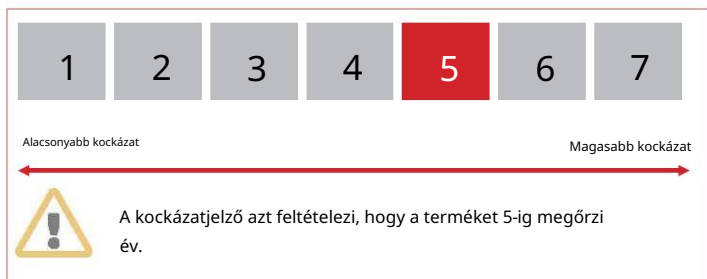 1 2 3 4 5 6 7
Alacsonyabb kockázat Magasabb kockázat
A kockázatjelző azt feltételezi, hogy a terméket 5-ig megőrzi
év.